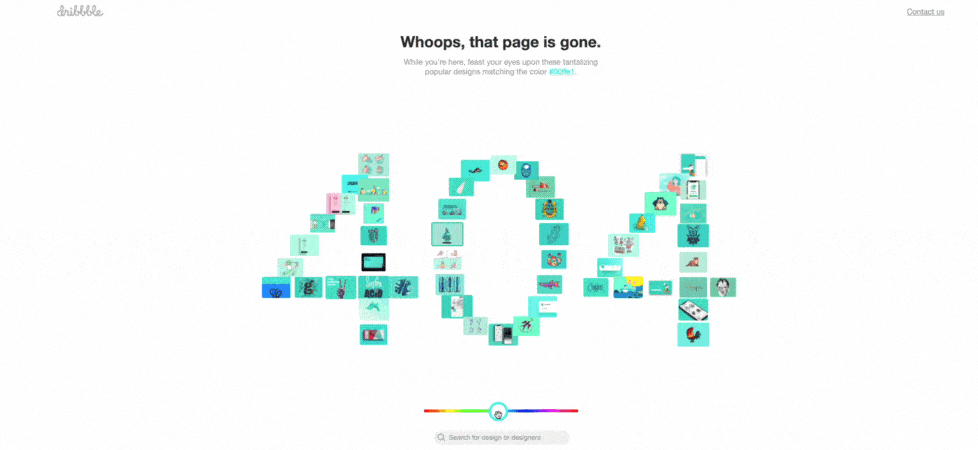 dribbble
Contact us
Whoops, that page is gone.
While you're here, feast your eyes upon these tantalizing
popular designs matching the color #00ffe1.
Search for design or designers